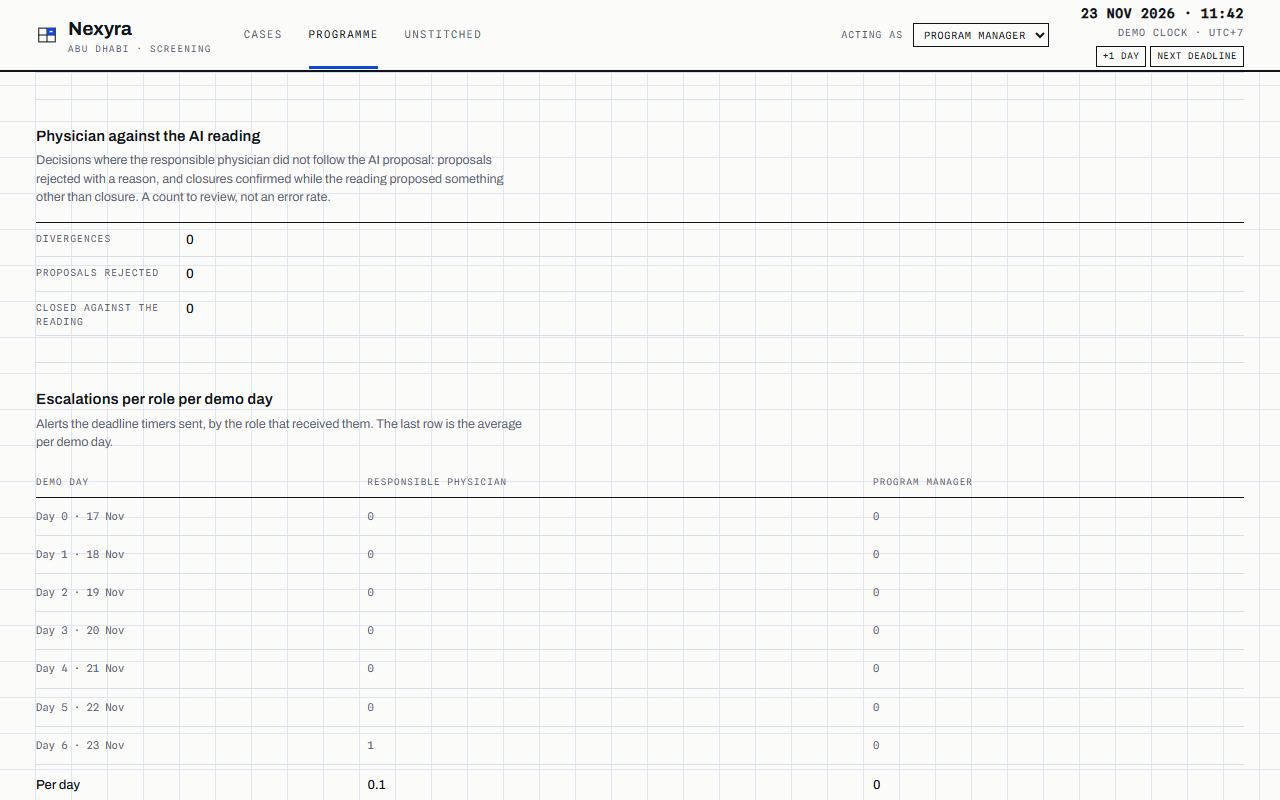 Nexyra
ABU DHABI · SCREENING
CASES
PROGRAMME
UNSTITCHED
ACTING AS
PROGRAM MANAGER
23 NOV 2026 · 11:42
DEMO CLOCK · UTC+7
+1 DAY
NEXT DEADLINE
Physician against the AI reading
Decisions where the responsible physician did not follow the AI proposal: proposals
rejected with a reason, and closures confirmed while the reading proposed something
other than closure. A count to review, not an error rate.
DIVERGENCES 0
PROPOSALS REJECTED 0
CLOSED AGAINST THE 0
READING
Escalations per role per demo day
Alerts the deadline timers sent, by the role that received them. The last row is the average
per demo day.
DEMO DAY RESPONSIBLE PHYSICIAN PROGRAM MANAGER
Day 0 · 17 Nov 0 0
Day 1 · 18 Nov 0 0
Day 2 · 19 Nov 0 0
Day 3 · 20 Nov 0 0
Day 4 · 21 Nov 0 0
Day 5 · 22 Nov 0 0
Day 6 · 23 Nov 1 0
Per day 0.1 0